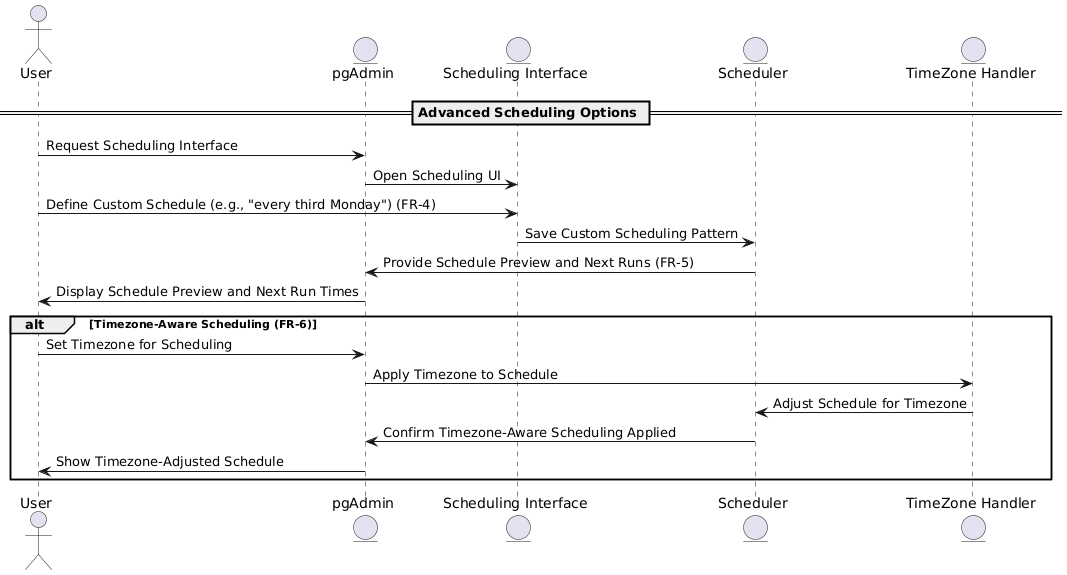 User
pgAdmin
Scheduling Interface
Scheduler
TimeZone Handler
Advanced Scheduling Options
Request Scheduling Interface
Open Scheduling UI
Define Custom Schedule (e.g., "every third Monday") (FR-4)
Save Custom Scheduling Pattern
Provide Schedule Preview and Next Runs (FR-5)
Display Schedule Preview and Next Run Times
alt
[Timezone-Aware Scheduling (FR-6)]
Set Timezone for Scheduling
Apply Timezone to Schedule
Adjust Schedule for Timezone
Confirm Timezone-Aware Scheduling Applied
Show Timezone-Adjusted Schedule
User
pgAdmin
Scheduling Interface
Scheduler
TimeZone Handler